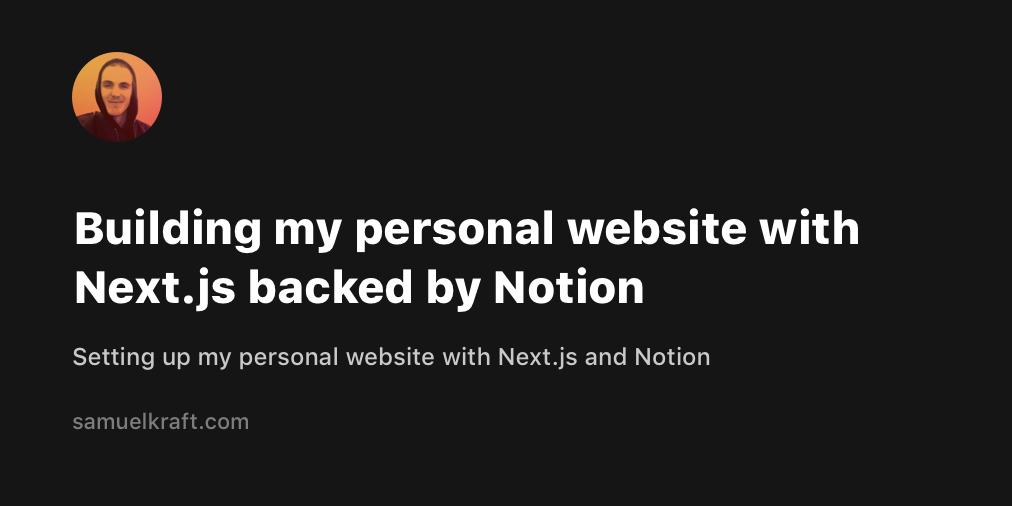 Building my personal website with
Next.js backed by Notion
Setting up my personal website with Next.js and Notion
samuelkraft.com